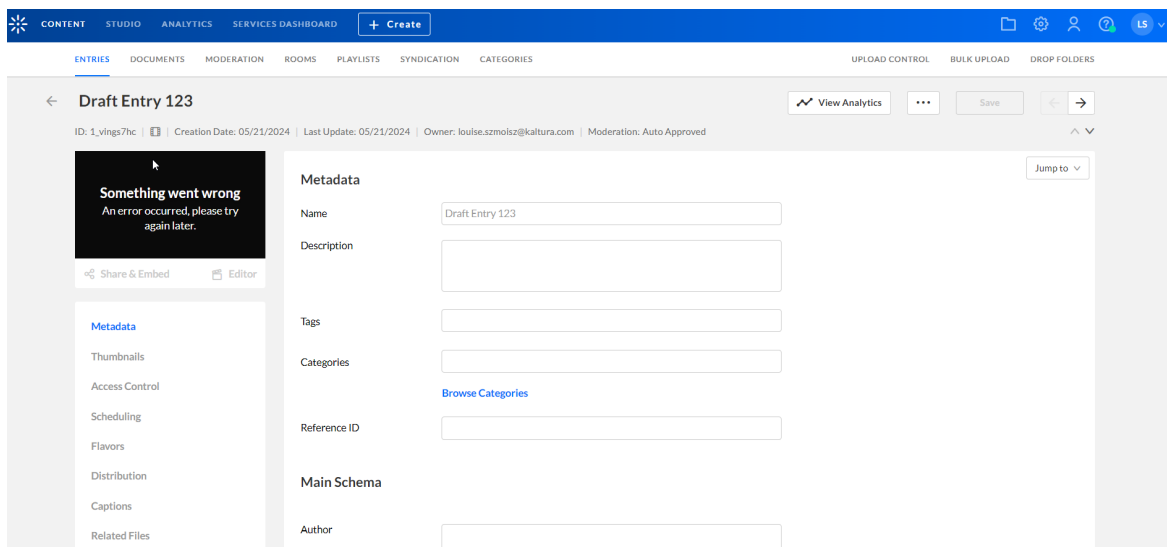 CONTENT STUDIO ANALYTICS SERVICES DASHBOARD + Create LS
ENTRIES DOCUMENTS MODERATION ROOMS PLAYLISTS SYNDICATION CATEGORIES UPLOAD CONTROL BULK UPLOAD DROP FOLDERS
Draft Entry 123 View Analytics ••• Save
ID: 1_vings7hc | Creation Date: 05/21/2024 | Last Update: 05/21/2024 | Owner: louise.szmoisz@kaltura.com | Moderation: Auto Approved
Something went wrong
An error occurred, please try
again later.
Share & Embed Editor
Metadata
Thumbnails
Access Control
Scheduling
Flavors
Distribution
Captions
Related Files
Jump to
Metadata
Name Draft Entry 123
Description
Tags
Categories
Browse Categories
Reference ID
Main Schema
Author